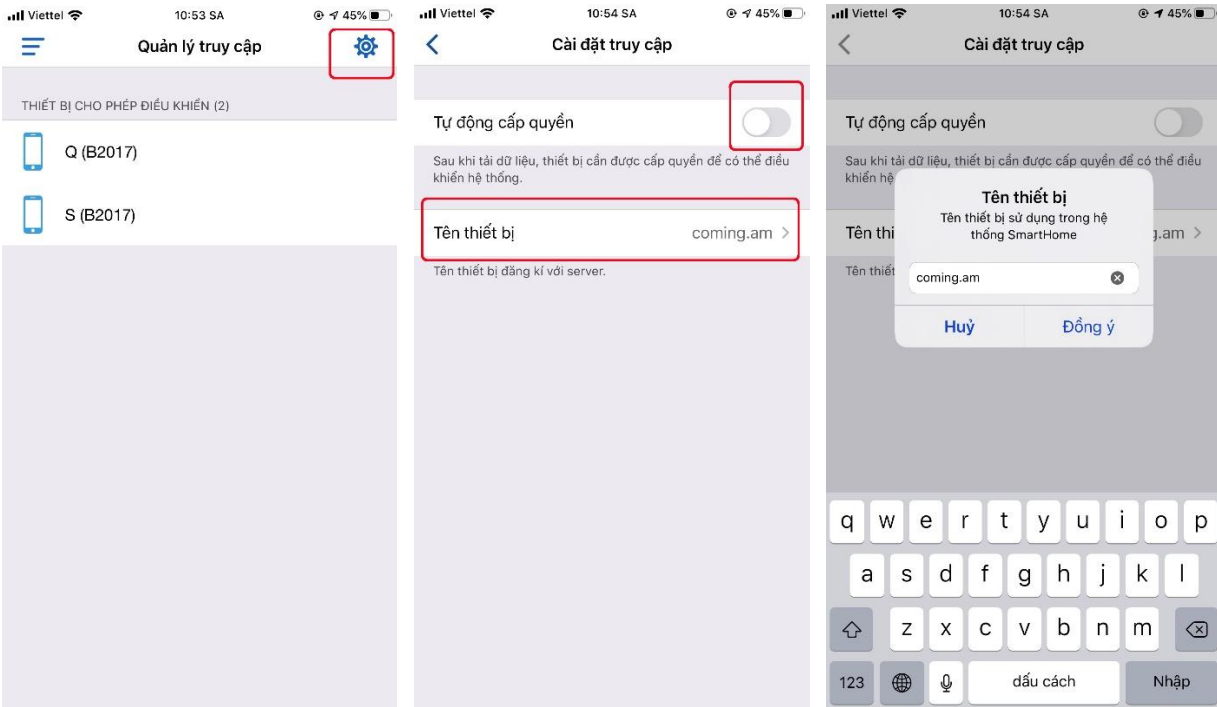 Viettel 10:53 SA 45%
Quản lý truy cập
THIẾT BỊ CHO PHÉP ĐIỀU KHIỂN (2)
Q (B2017)
S (B2017)
Viettel 10:54 SA 45%
Cài đặt truy cập
Tự động cấp quyền
Sau khi tải dữ liệu, thiết bị cần được cấp quyền để có thể điều
khiển hệ thống.
Tên thiết bị coming.am
Tên thiết bị đăng kí với server.
Viettel 10:54 SA 45%
Cài đặt truy cập
Tự động cấp quyền
Sau khi tải dữ liệu, thiết bị cần được cấp quyền để có thể điều
khiển hệ
Tên thiết bị
Tên thiết bị sử dụng trong hệ
thống SmartHome
Tên thi g.am
Tên thiết
coming.am
Huỷ Đồng ý
q w e r t y u i o p
a s d f g h j k l
z x c v b n m
123 dấu cách Nhập